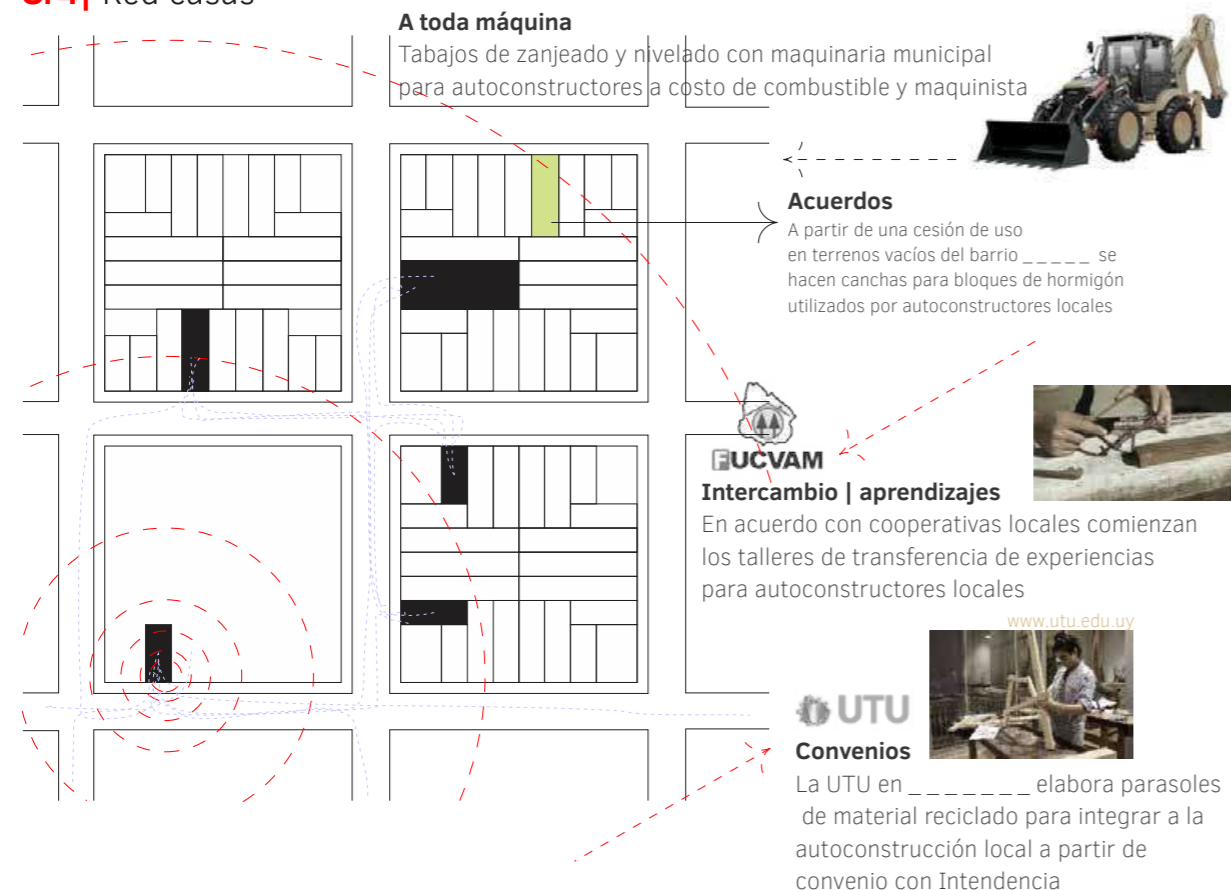 Red casas
A toda máquina
Tabajos de zanjeado y nivelado con maquinaria municipal
para autoconstructores a costo de combustible y maquinista
Acuerdos
A partir de una cesión de uso
en terrenos vacíos del barrio _ _ _ _ _ se
hacen canchas para bloques de hormigón
utilizados por autoconstructores locales
FUCVAM
Intercambio | aprendizajes
En acuerdo con cooperativas locales comienzan
los talleres de transferencia de experiencias
para autoconstructores locales
www.utu.edu.uy
UTU
Convenios
La UTU en _ _ _ _ _ _ _ elabora parasoles
de material reciclado para integrar a la
autoconstrucción local a partir de
convenio con Intendencia